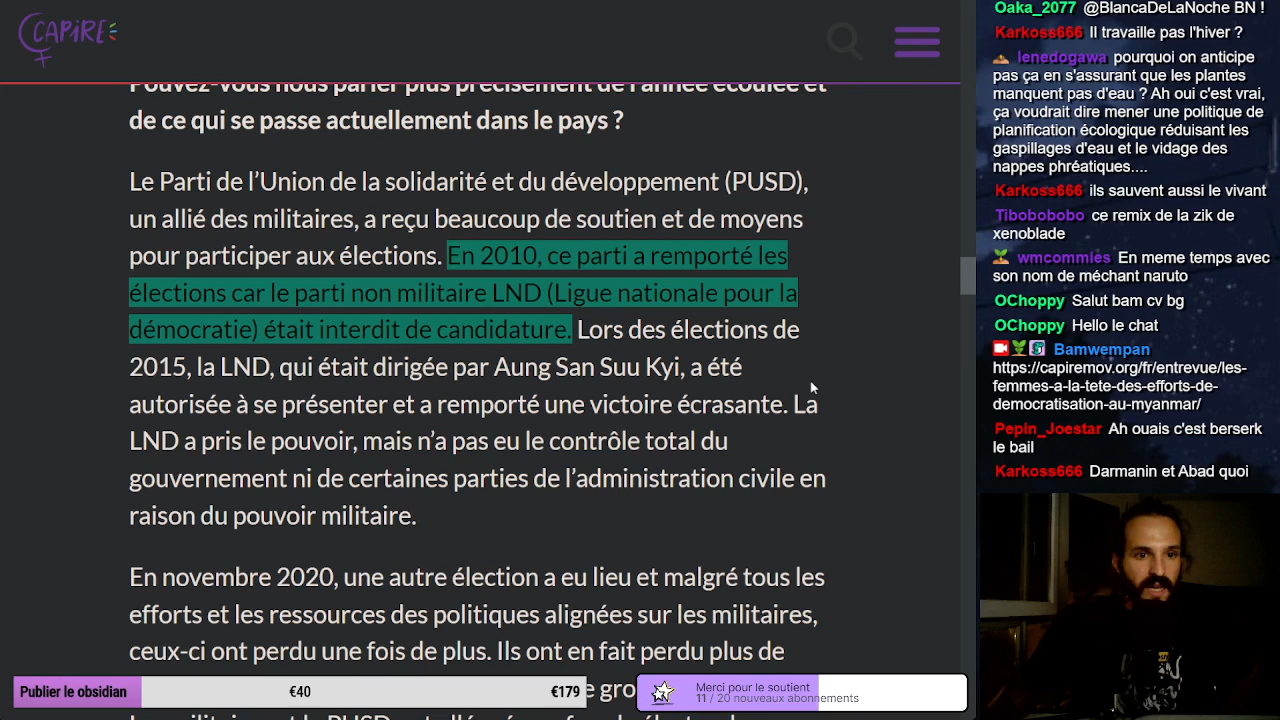 CAPIRE
Pouvez-vous nous parler plus précisément de l'année écoulée et
de ce qui se passe actuellement dans le pays ?
Le Parti de l’Union de la solidarité et du développement (PUSD),
un allié des militaires, a reçu beaucoup de soutien et de moyens
pour participer aux élections. En 2010, ce parti a remporté les
élections car le parti non militaire LND (Ligue nationale pour la
démocratie) était interdit de candidature. Lors des élections de
2015, la LND, qui était dirigée par Aung San Suu Kyi, a été
autorisée à se présenter et a remporté une victoire écrasante. La
LND a pris le pouvoir, mais n’a pas eu le contrôle total du
gouvernement ni de certaines parties de l’administration civile en
raison du pouvoir militaire.
En novembre 2020, une autre élection a eu lieu et malgré tous les
efforts et les ressources des politiques alignées sur les militaires,
ceux-ci ont perdu une fois de plus. Ils ont en fait perdu plus de
Publier le obsidian €40 €179
Merci pour le soutien
11 / 20 nouveaux abonnements
Oaka_2077 @BlancaDeLaNoche BN !
Karkoss666 Il travaille pas l'hiver ?
lenedogawa pourquoi on anticipe
pas ça en s'assurant que les plantes
manquent pas d'eau ? Ah oui c'est vrai,
ça voudrait dire mener une politique de
planification écologique réduisant les
gaspillages d'eau et le vidage des
nappes phréatiques....
Karkoss666 ils sauvent aussi le vivant
Tibobobobo ce remix de la zik de
xenoblade
wmcommies En meme temps avec
son nom de méchant naruto
OChoppy Salut bam cv bg
OChoppy Hello le chat
Bamwempan
https://capiremov.org/fr/entrevue/les-
femmes-a-la-tete-des-efforts-de-
democratisation-au-myanmar/
Pepin_Joestar Ah ouais c'est berserk
le bail
Karkoss666 Darmanin et Abad quoi